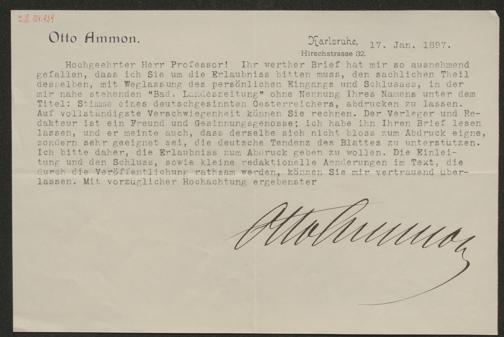 Otto Ammon.
Karlsruhe, 17. Jan. 1897.
Hirschstrasse 32.
Hochgeehrter Herr Professor! Ihr werther Brief hat mir so ausnehmend
gefallen, dass ich Sie um die Erlaubniss bitten muss, den sachlichen Theil
desselben, mit Weglassung des persönlichen Eingangs und Schlusses, in der
mir nahe stehenden "Bad. Landeszeitung" ohne Nennung Ihres Namens unter dem
Titel: Stimme eines deutschgesinnten Oesterreichers, abdrucken zu lassen.
Auf vollständigste Verschwiegenheit können Sie rechnen. Der Verleger und Re-
dakteur ist ein Freund und Gesinnungsgenosse; ich habe ihn Ihren Brief lesen
lassen, und er meinte auch, dass derselbe sich nicht bloss zum Abdruck eigne,
sondern sehr geeignet sei, die deutsche Tendenz des Blattes zu unterstützen.
Ich bitte daher, die Erlaubniss zum Abdruck geben zu wollen. Die Einlei-
tung und den Schluss, sowie kleine redaktionelle Aenderungen im Text, die
durch die Veröffentlichung rathsam werden, können Sie mir vertrauend über-
lassen. Mit vorzüglicher Hochachtung ergebenster
Otto Ammon